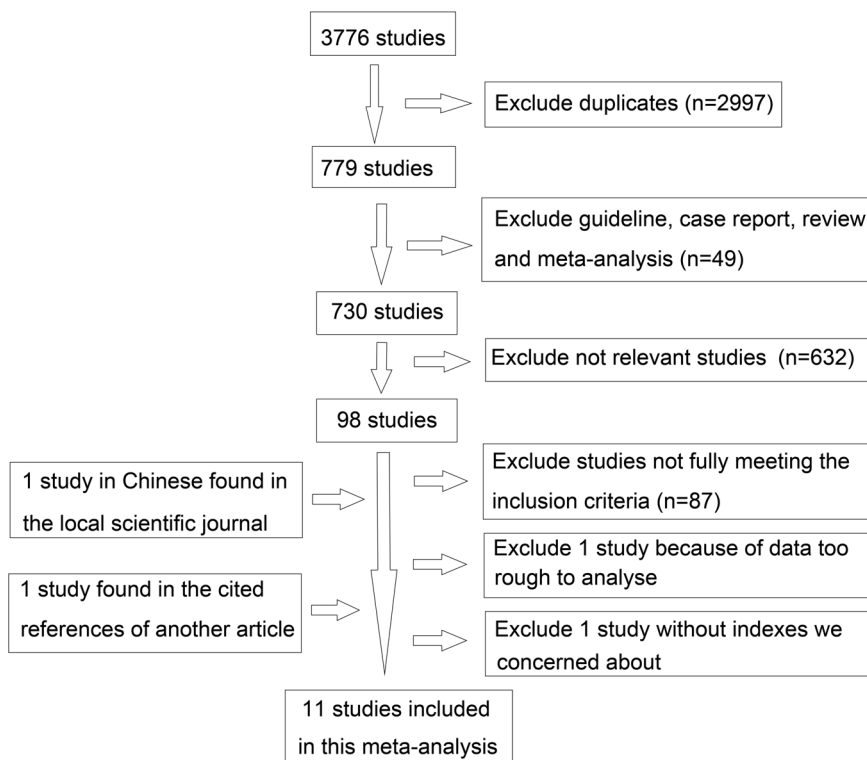 3776 studies
Exclude duplicates (n=2997)
779 studies
Exclude guideline, case report, review
and meta-analysis (n=49)
730 studies
Exclude not relevant studies (n=632)
98 studies
1 study in Chinese found in
the local scientific journal
Exclude studies not fully meeting the
inclusion criteria (n=87)
Exclude 1 study because of data too
rough to analyse
1 study found in the cited
references of another article
Exclude 1 study without indexes we
concerned about
11 studies included
in this meta-analysis